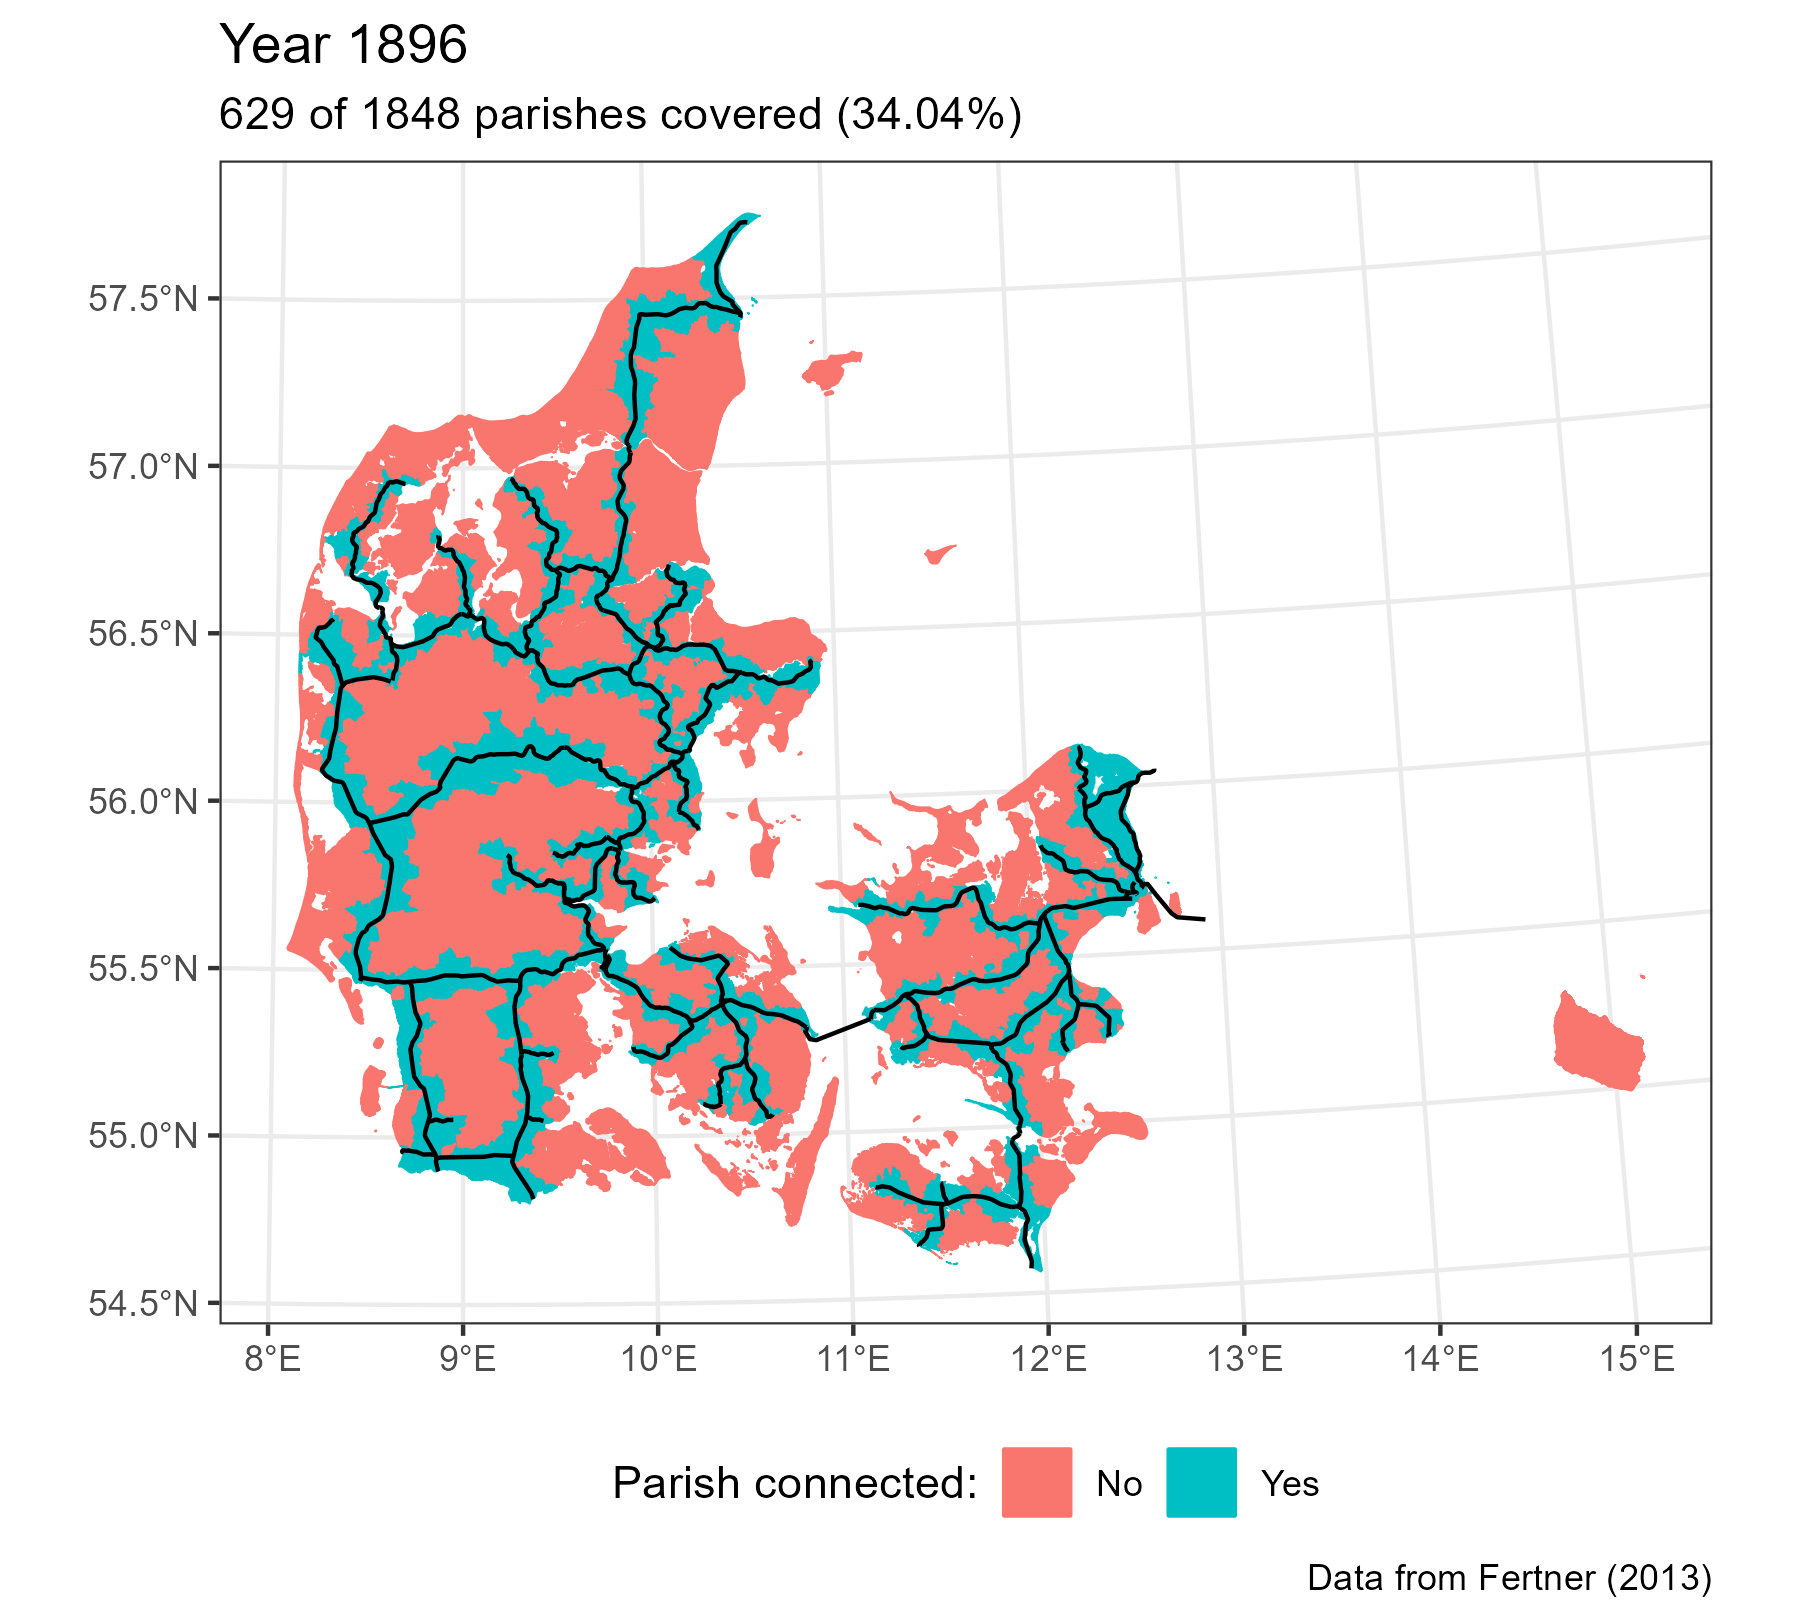 Year 1896
629 of 1848 parishes covered (34.04%)
57.5°N
57.0°N
56.5°N
56.0°N
55.5°N
55.0°N
54.5°N
8°E 9°E 10°E 11°E 12°E 13°E 14°E 15°E
Parish connected: No Yes
Data from Fertner (2013)